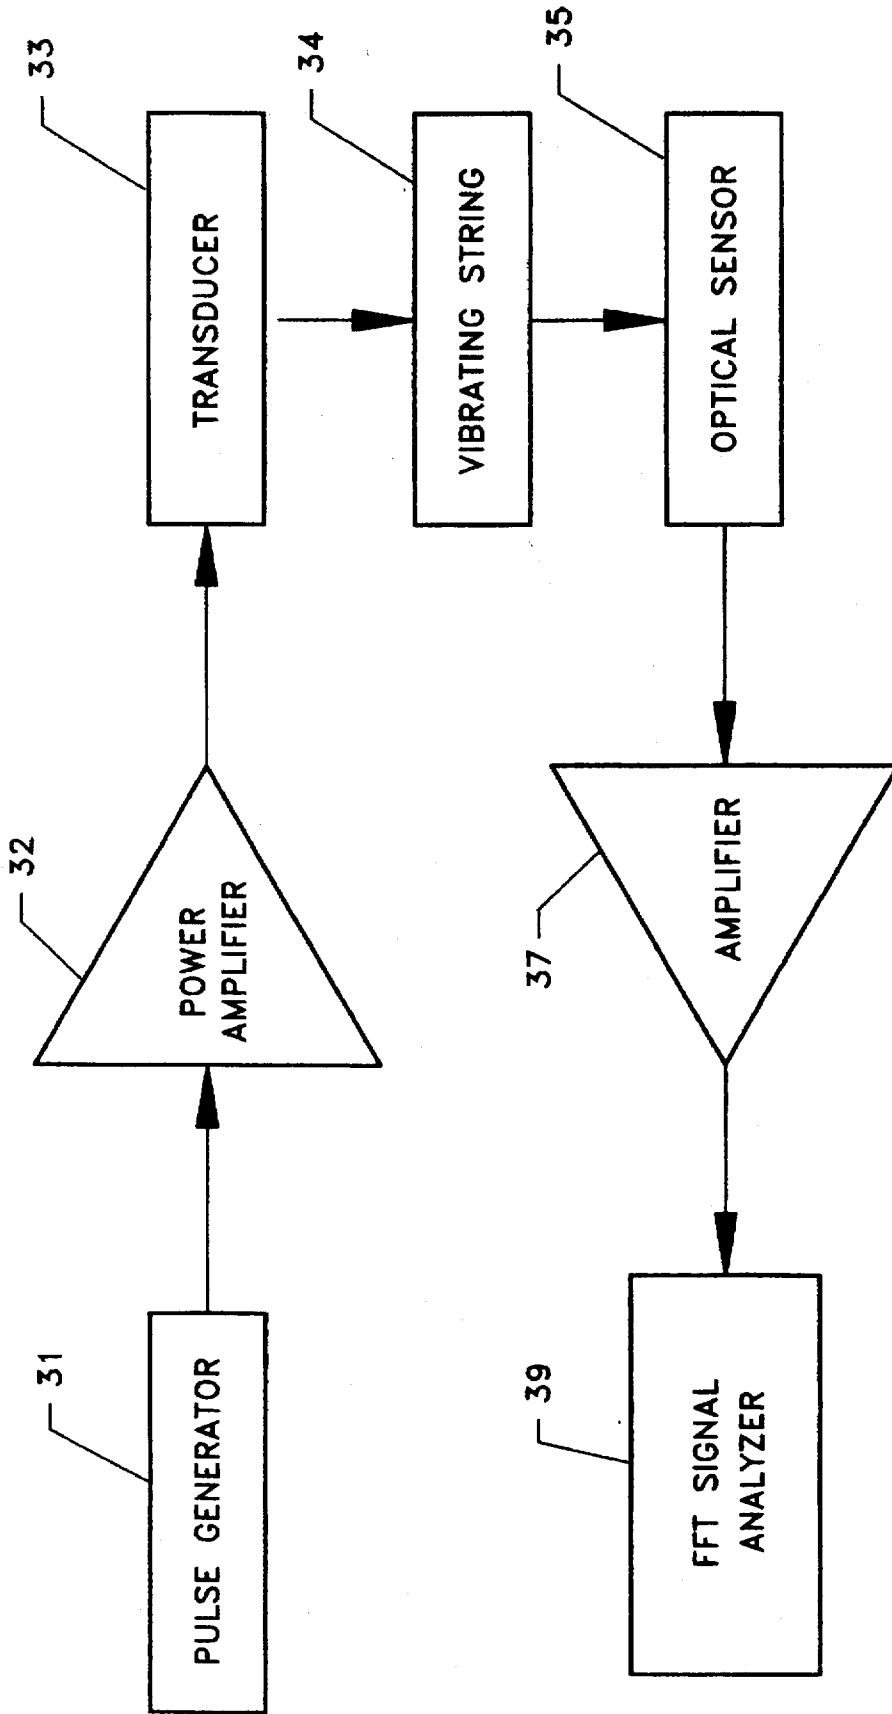 31
PULSE GENERATOR
32
POWER
AMPLIFIER
33
TRANSDUCER
34
VIBRATING STRING
35
OPTICAL SENSOR
37
AMPLIFIER
39
FFT SIGNAL
ANALYZER